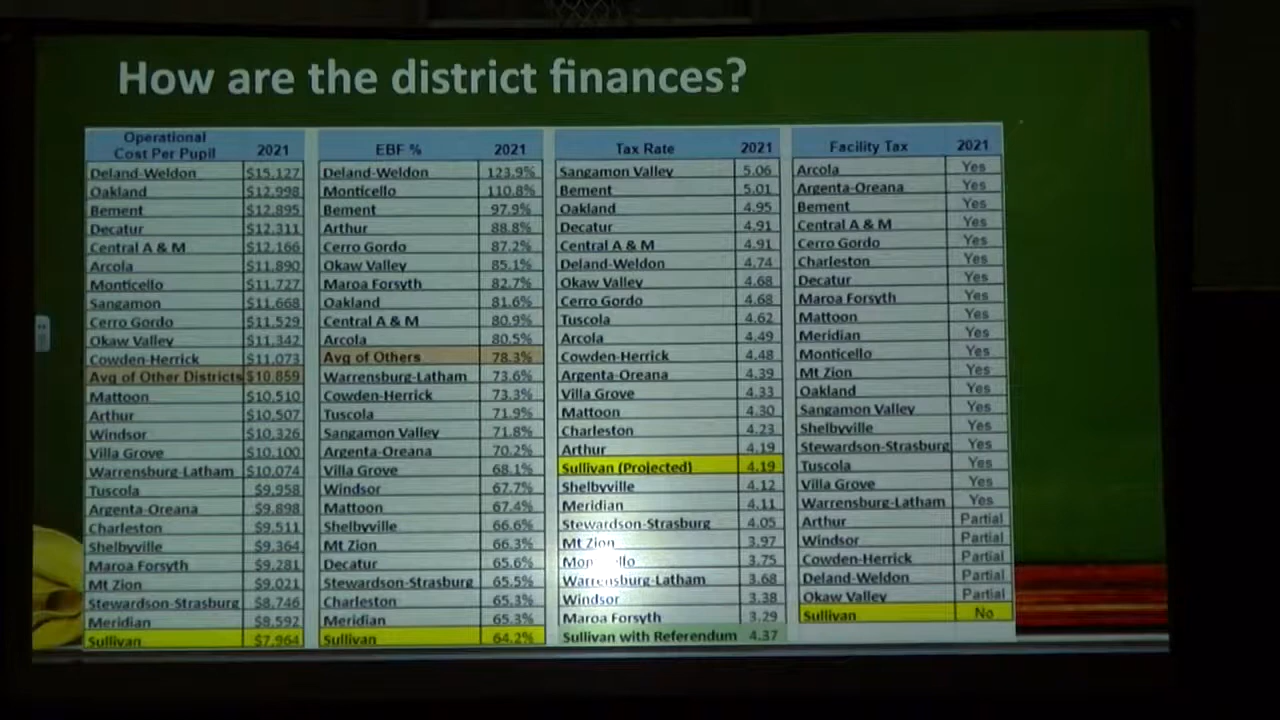 How are the district finances?
Operational
Cost Per Pupil 2021
Deland-Weldon $15,127
Oakland $12,998
Bement $12,895
Decatur $12,311
Central A & M $12,166
Arcola $11,890
Monticello $11,727
Sangamon $11,668
Cerro Gordo $11,529
Okaw Valley $11,342
Cowden-Herrick $11,073
Avg of Other Districts $10,859
Mattoon $10,510
Arthur $10,507
Windsor $10,326
Villa Grove $10,100
Warrensburg-Latham $10,074
Tuscola $9,958
Argenta-Oreana $9,898
Charleston $9,511
Shelbyville $9,364
Maroa Forsyth $9,281
Mt Zion $9,021
Stewardson-Strasburg $8,746
Meridian $8,592
Sullivan $7,964
EBF % 2021
Deland-Weldon 123.9%
Monticello 110.8%
Bement 97.9%
Arthur 88.8%
Cerro Gordo 87.2%
Okaw Valley 85.1%
Maroa Forsyth 82.7%
Oakland 81.6%
Central A & M 80.9%
Arcola 80.5%
Avg of Others 78.3%
Warrensburg-Latham 73.6%
Cowden-Herrick 73.3%
Tuscola 71.9%
Sangamon Valley 71.8%
Argenta-Oreana 70.2%
Villa Grove 68.1%
Windsor 67.7%
Mattoon 67.4%
Shelbyville 66.6%
Mt Zion 66.3%
Decatur 65.6%
Stewardson-Strasburg 65.5%
Charleston 65.3%
Meridian 65.3%
Sullivan 64.2%
Tax Rate 2021
Sangamon Valley 5.06
Bement 5.01
Oakland 4.95
Decatur 4.91
Central A & M 4.91
Deland-Weldon 4.74
Okaw Valley 4.68
Cerro Gordo 4.68
Tuscola 4.62
Arcola 4.49
Cowden-Herrick 4.48
Argenta-Oreana 4.39
Villa Grove 4.33
Mattoon 4.30
Charleston 4.23
Arthur 4.19
Sullivan (Projected) 4.19
Shelbyville 4.12
Meridian 4.11
Stewardson-Strasburg 4.05
Mt Zion 3.97
3.75
Warrensburg-Latham 3.68
Windsor 3.38
Maroa Forsyth 3.29
Sullivan with Referendum 4.37
Facility Tax 2021
Arcola Yes
Argenta-Oreana Yes
Bement Yes
Central A & M Yes
Cerro Gordo Yes
Charleston Yes
Decatur Yes
Maroa Forsyth Yes
Mattoon Yes
Meridian Yes
Monticello Yes
Mt Zion Yes
Oakland Yes
Sangamon Valley Yes
Shelbyville Yes
Stewardson-Strasburg Yes
Tuscola Yes
Villa Grove Yes
Warrensburg-Latham Yes
Arthur Partial
Windsor Partial
Cowden-Herrick Partial
Deland-Weldon Partial
Okaw Valley Partial
Sullivan No